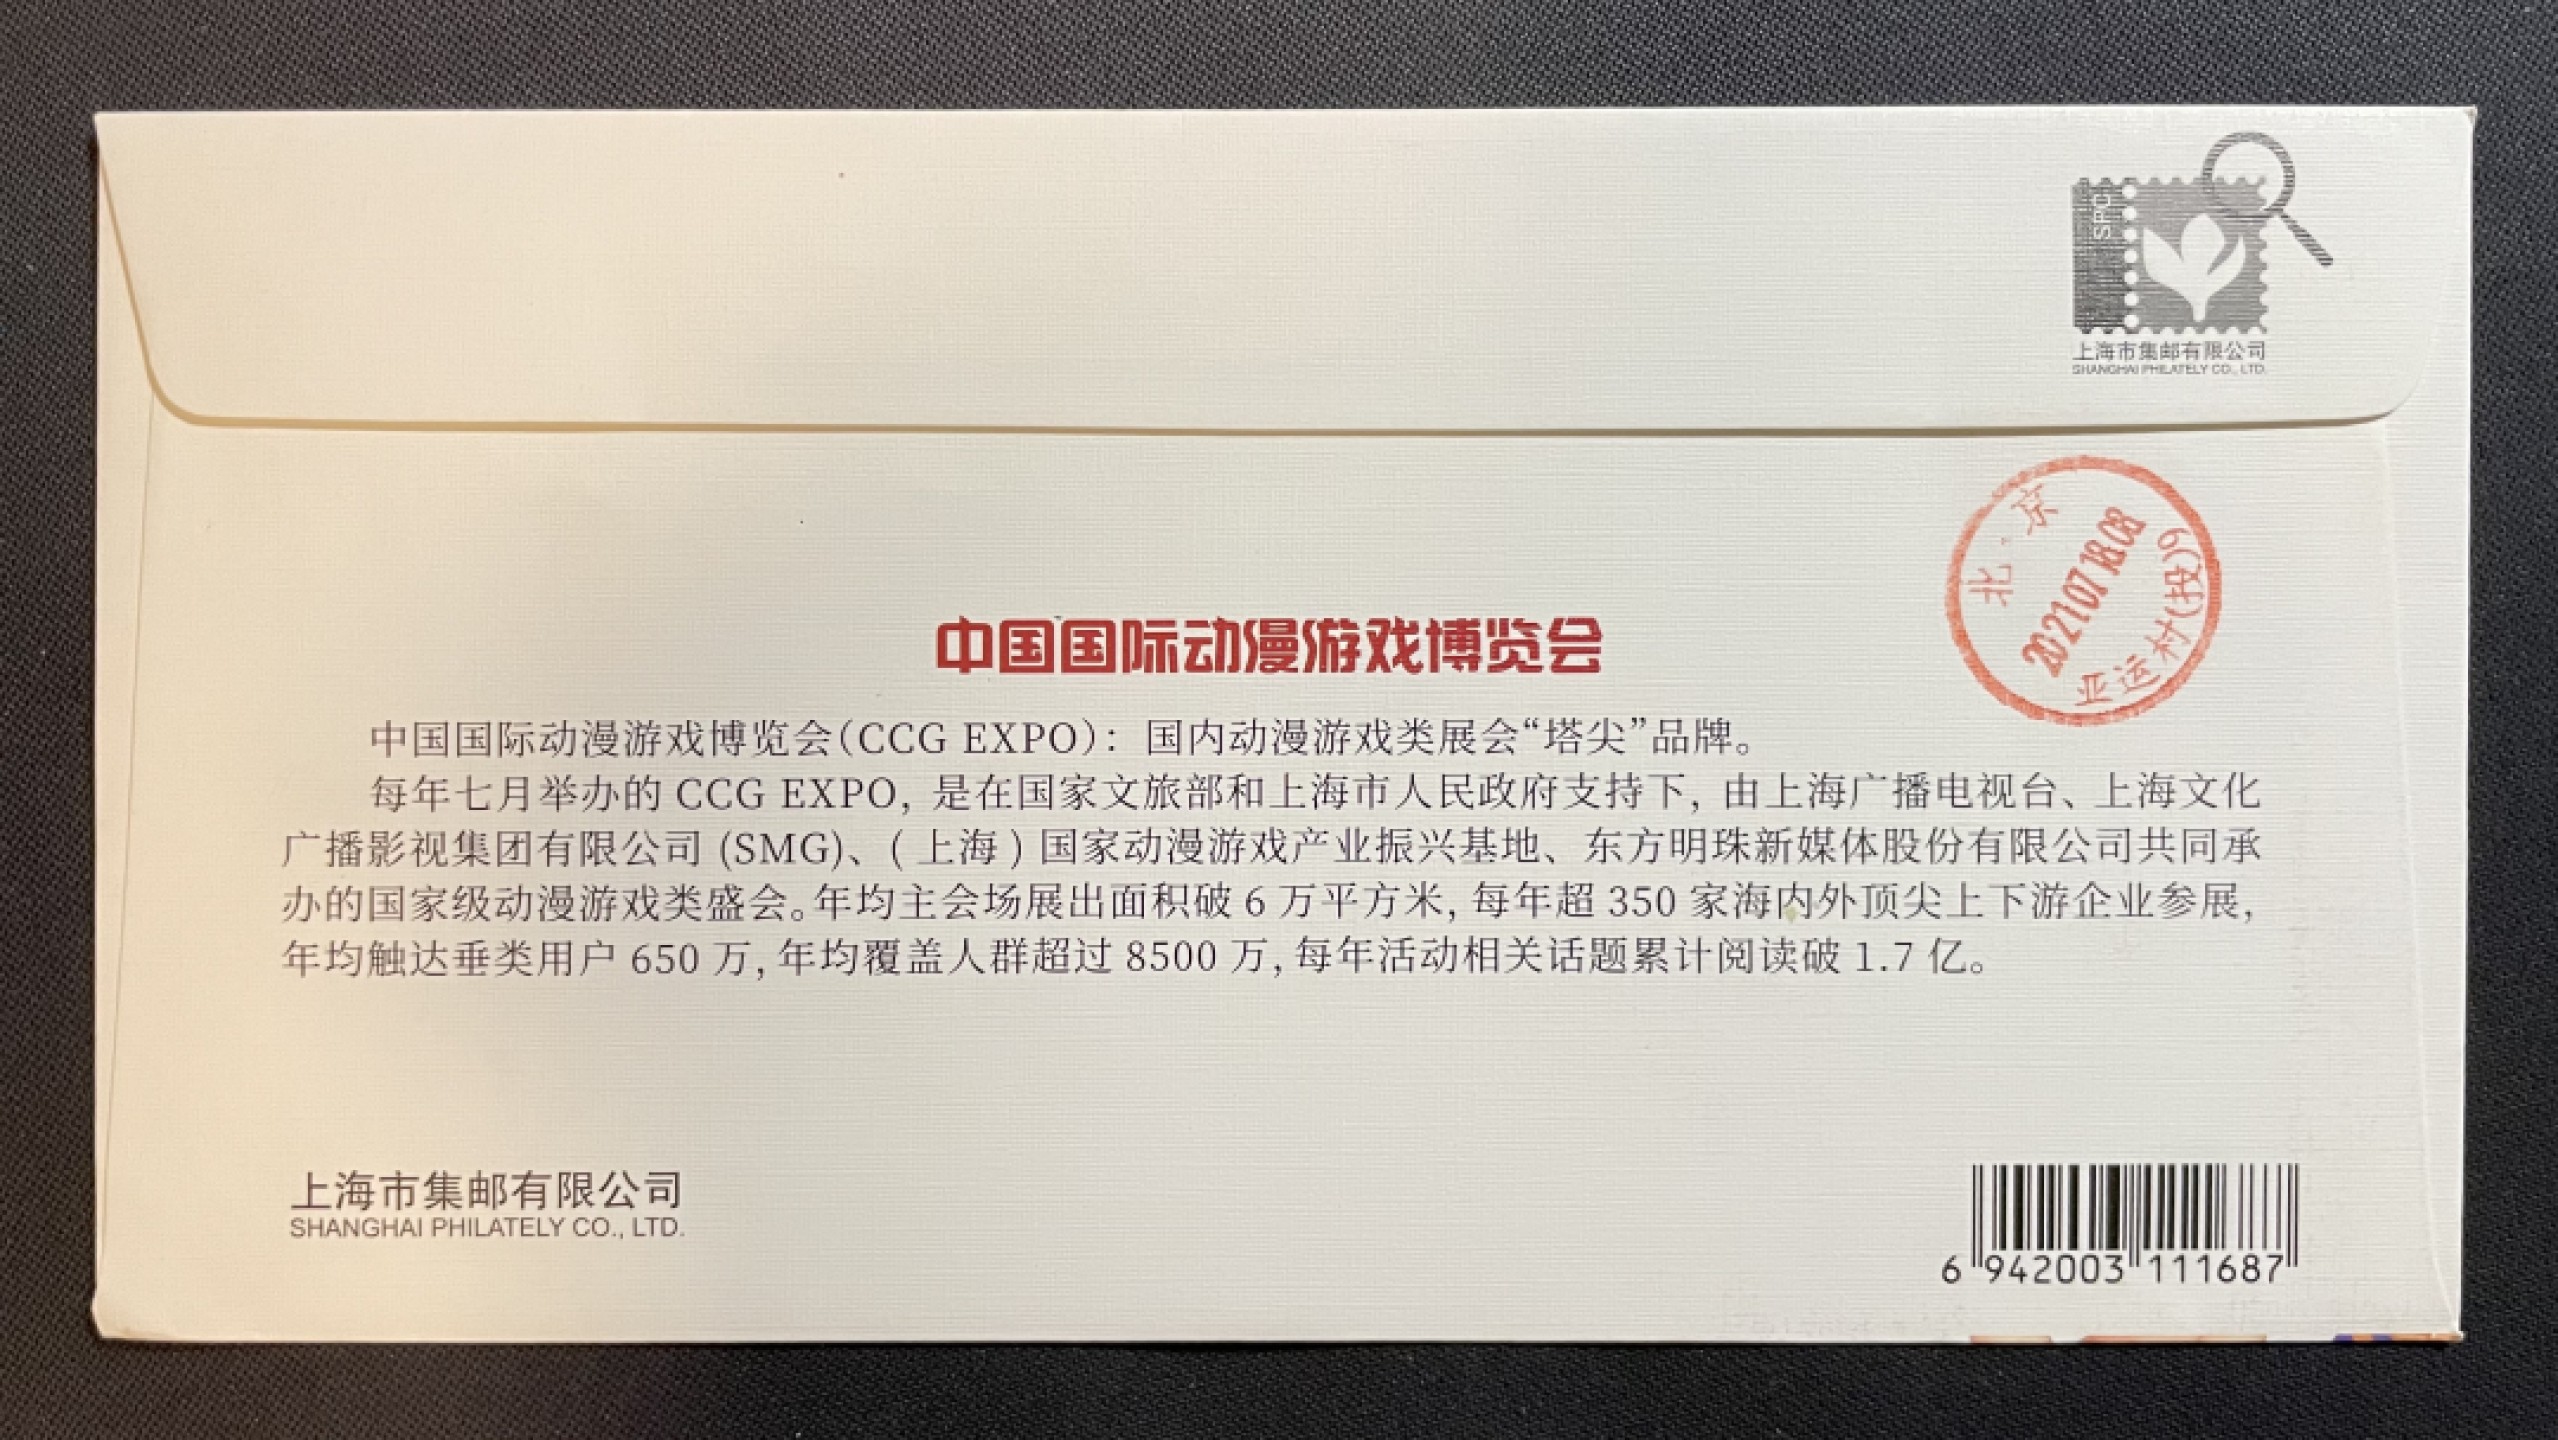 SPC
上海市集邮有限公司
SHANGHAI PHILATELY CO., LTD.
北·京
2021.07.18.08
亚运村(投)9
中国国际动漫游戏博览会
中国国际动漫游戏博览会(CCG EXPO)：国内动漫游戏类展会“塔尖”品牌。
每年七月举办的 CCG EXPO, 是在国家文旅部和上海市人民政府支持下, 由上海广播电视台、上海文化
广播影视集团有限公司 (SMG)、( 上海 ) 国家动漫游戏产业振兴基地、东方明珠新媒体股份有限公司共同承
办的国家级动漫游戏类盛会。年均主会场展出面积破 6 万平方米, 每年超 350 家海内外顶尖上下游企业参展,
年均触达垂类用户 650 万, 年均覆盖人群超过 8500 万, 每年活动相关话题累计阅读破 1.7 亿。
上海市集邮有限公司
SHANGHAI PHILATELY CO., LTD.
6 942003 111687